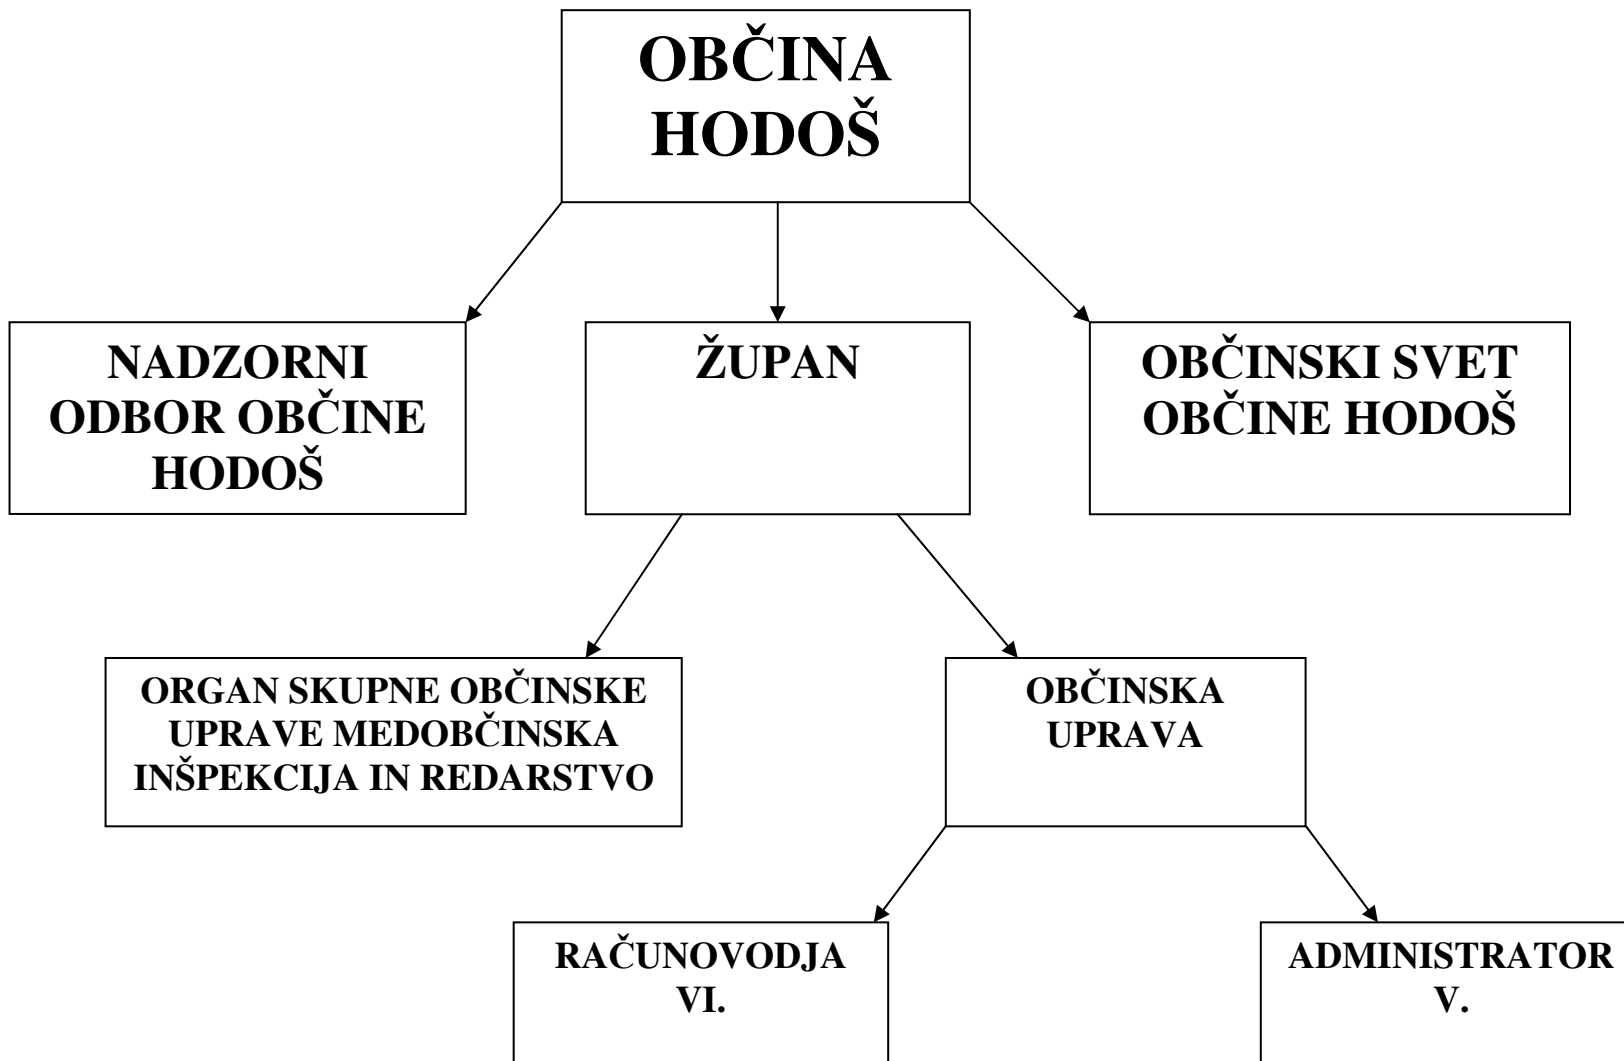 OBČINA
HODOŠ
NADZORNI
ODBOR OBČINE
HODOŠ
ŽUPAN
OBČINSKI SVET
OBČINE HODOŠ
ORGAN SKUPNE OBČINSKE
UPRAVE MEDOBČINSKA
INŠPEKCIJA IN REDARSTVO
OBČINSKA
UPRAVA
RAČUNOVODJA
VI.
ADMINISTRATOR
V.